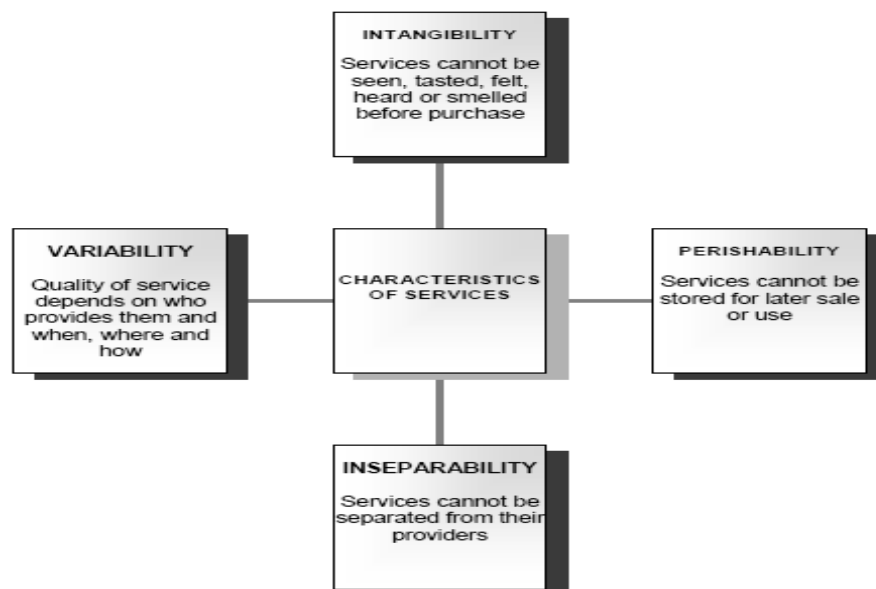 INTANGIBILITY
Services cannot be
seen, tasted, felt,
heard or smelled
before purchase
VARIABILITY
Quality of service
depends on who
provides them and
when, where and
how
CHARACTERISTICS
OF SERVICES
PERISHABILITY
Services cannot be
stored for later sale
or use
INSEPARABILITY
Services cannot be
separated from their
providers